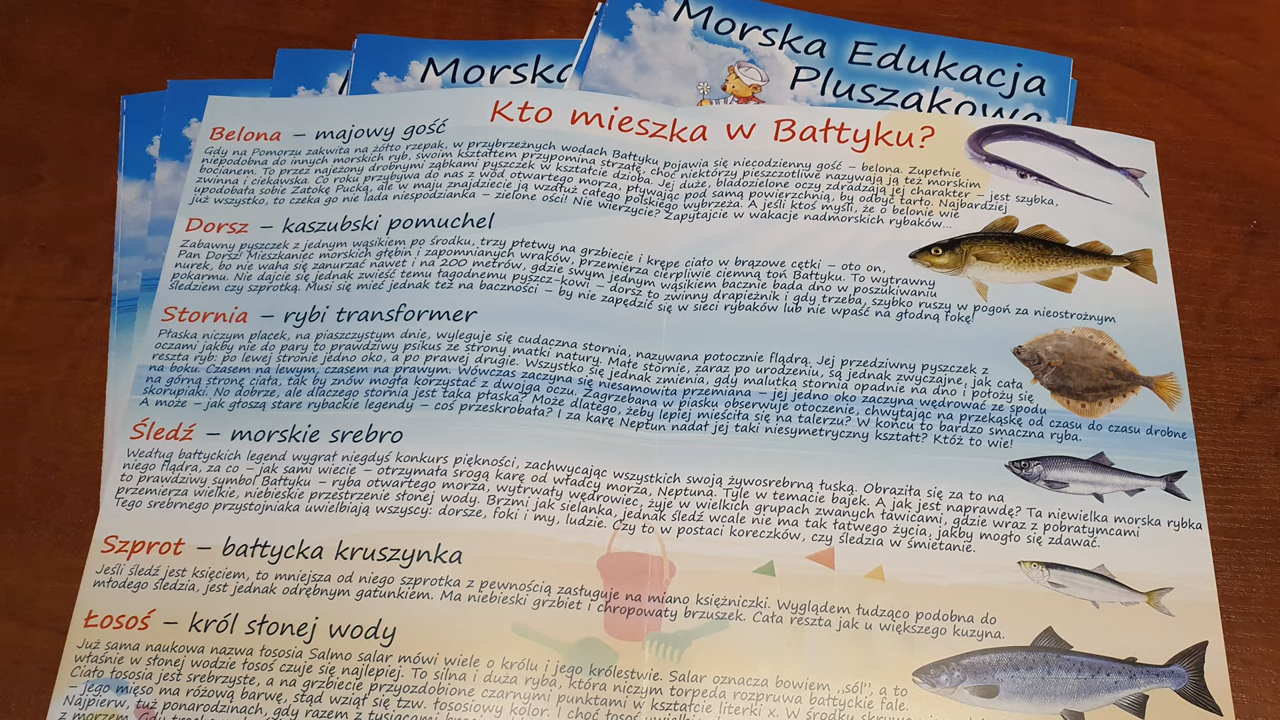 Morska Edukacja
Pluszakowa
Morska
Kto mieszka w Bałtyku?
Belona – majowy gość
Gdy na Pomorzu zakwita na żółto rzepak, w przybrzeżnych wodach Bałtyku pojawia się niecodzienny gość – belona. Zupełnie
niepodobna do innych morskich ryb, swoim kształtem przypomina strzałę, choć niektórzy pieszczotliwie nazywają ją też morskim
bocianem. To przez najeżony drobnymi ząbkami pyszczek w kształcie dzioba. Jej duże, bladozielone oczy zdradzają jej charakter – jest szybka,
zwinna i ciekawska. Co roku przybywa do nas z wód otwartego morza, pływając pod samą powierzchnią, by odbyć tarło. Najbardziej
upodobała sobie Zatokę Pucką, ale w maju znajdziecie ją wzdłuż całego polskiego wybrzeża. A jeśli ktoś myśli, że o belonie wie
już wszystko, to czeka go nie lada niespodzianka – zielone ości! Nie wierzycie? Zapytajcie w wakacje nadmorskich rybaków...
Dorsz – kaszubski pomuchel
Zabawny pyszczek z jednym wąsikiem po środku, trzy płetwy na grzbiecie i krępe ciało w brązowe cętki – oto on,
Pan Dorsz! Mieszkaniec morskich głębin i zapomnianych wraków, przemierza cierpliwie ciemną toń Bałtyku. To wytrawny
nurek, bo nie waha się zanurzać nawet i na 200 metrów, gdzie swym jednym wąsikiem bacznie bada dno w poszukiwaniu
pokarmu. Nie dajcie się jednak zwieść temu łagodnemu pyszcz-kowi – dorsz to zwinny drapieżnik i gdy trzeba, szybko ruszy w pogoń za nieostrożnym
śledziem czy szprotką. Musi się mieć jednak też na baczności – by nie zapędzić się w sieci rybaków lub nie wpaść na głodną fokę!
Stornia – rybi transformer
Płaska niczym placek, na piaszczystym dnie, wyleguje się cudaczna stornia, nazywana potocznie flądrą. Jej przedziwny pyszczek z
oczami jakby nie do pary to prawdziwy psikus ze strony matki natury. Małe stornie, zaraz po urodzeniu, są jednak zwyczajne, jak cała
reszta ryb: po lewej stronie jedno oko, a po prawej drugie. Wszystko się jednak zmienia, gdy malutka stornia opada na dno i położy się
na boku. Czasem na lewym, czasem na prawym. Wówczas zaczyna się niesamowita przemiana – jej jedno oko zaczyna wędrować ze spodu
na górną stronę ciała, tak by znów mogła korzystać z dwojga oczu. Zagrzebana w piasku obserwuje otoczenie, chwytając na przekąskę od czasu do czasu drobne
skorupiaki. No dobrze, ale dlaczego stornia jest taka płaska? Może dlatego, żeby lepiej mieściła się na talerzu? W końcu to bardzo smaczna ryba.
A może – jak głoszą stare rybackie legendy – coś przeskrobała? I za karę Neptun nadał jej taki niesymetryczny kształt? Któż to wie!
Śledź – morskie srebro
Według bałtyckich legend wygrał niegdyś konkurs piękności, zachwycając wszystkich swoją żywosrebrną łuską. Obraziła się za to na
niego flądra, za co – jak sami wiecie – otrzymała srogą karę od władcy morza, Neptuna. Tyle w temacie bajek. A jak jest naprawdę? Ta niewielka morska rybka
to prawdziwy symbol Bałtyku – ryba otwartego morza, wytrwały wędrowiec, żyje w wielkich grupach zwanych ławicami, gdzie wraz z pobratymcami
przemierza wielkie, niebieskie przestrzenie słonej wody. Brzmi jak sielanka, jednak śledź wcale nie ma tak łatwego życia, jakby mogło się zdawać.
Tego srebrnego przystojniaka uwielbiają wszyscy: dorsze, foki i my, ludzie. Czy to w postaci koreczków, czy śledzia w śmietanie.
Szprot – bałtycka kruszynka
Jeśli śledź jest księciem, to mniejsza od niego szprotka z pewnością zasługuje na miano księżniczki. Wyglądem łudząco podobna do
młodego śledzia, jest jednak odrębnym gatunkiem. Ma niebieski grzbiet i chropowaty brzuszek. Cała reszta jak u większego kuzyna.
Łosoś – król słonej wody
Już sama naukowa nazwa łososia Salmo salar mówi wiele o królu i jego królestwie. Salar oznacza bowiem „sól”, a to
właśnie w słonej wodzie łosoś czuje się najlepiej. To silna i duża ryba, która niczym torpeda rozpruwa bałtyckie fale.
Ciało łososia jest srebrzyste, a na grzbiecie przyozdobione czarnymi punktami w kształcie literki x. W środku
– jego mięso ma różową barwę, stąd wziął się tzw. łososiowy kolor. I choć łosoś
Najpierw, tuż po narodzinach, gdy razem z tysiącami
z morzem. Gdy